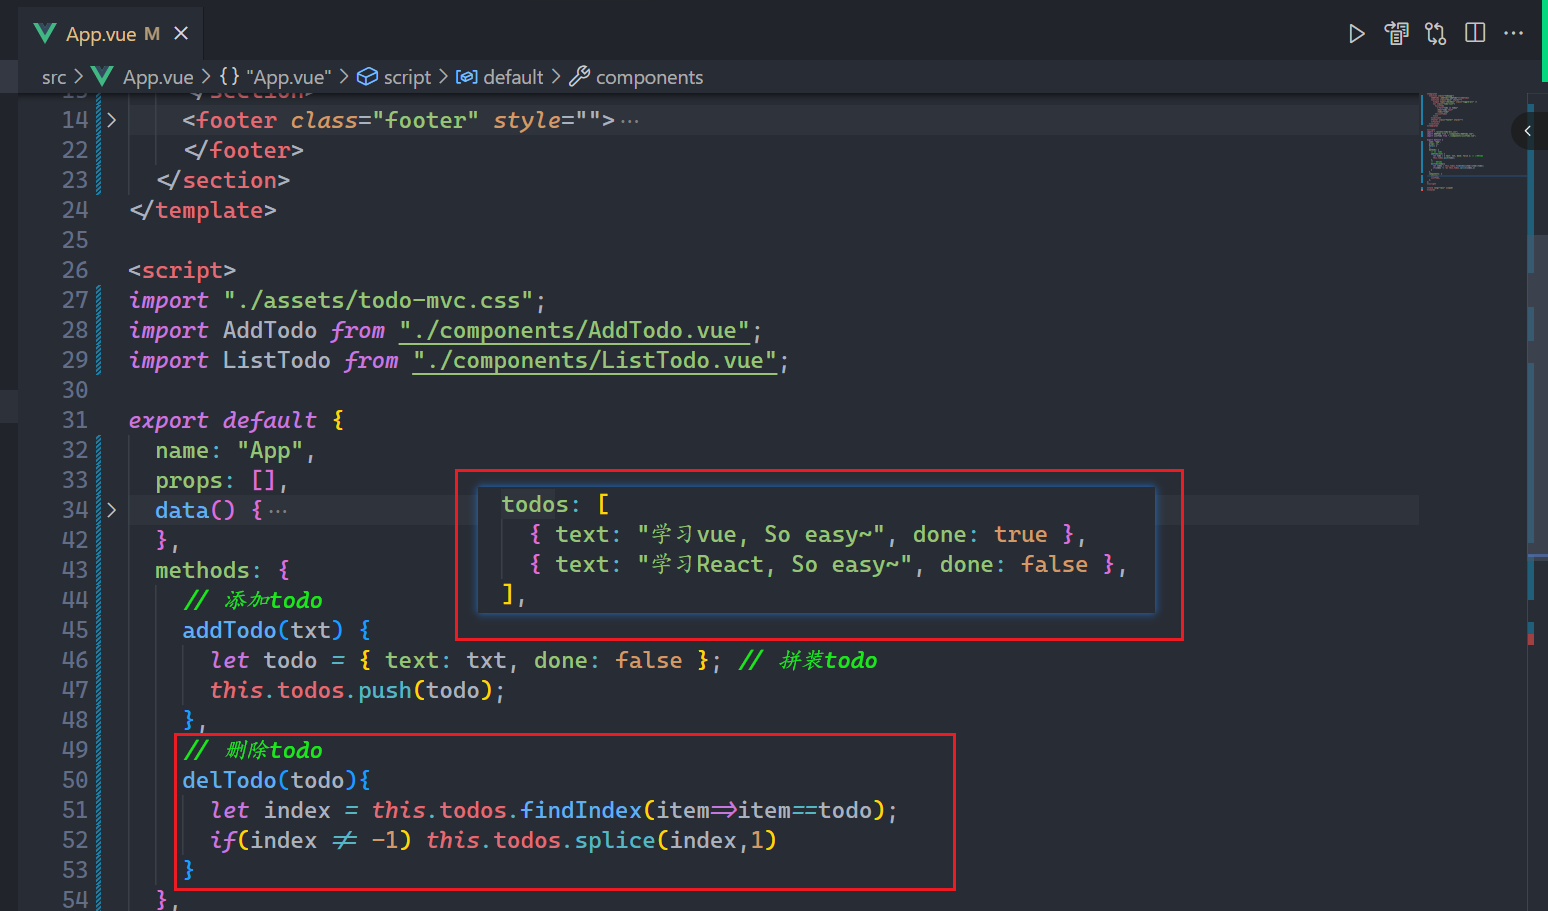 App.vue M
src > App.vue > {} "App.vue" > script > default > components
14 <footer class="footer" style="">…
22 </footer>
23 </section>
24 </template>
25
26 <script>
27 import "./assets/todo-mvc.css";
28 import AddTodo from "./components/AddTodo.vue";
29 import ListTodo from "./components/ListTodo.vue";
30
31 export default {
32 name: "App",
33 props: [],
34 data() {…
42 },
43 methods: {
44 // 添加todo
45 addTodo(txt) {
46 let todo = { text: txt, done: false }; // 拼装todo
47 this.todos.push(todo);
48 },
49 // 删除todo
50 delTodo(todo){
51 let index = this.todos.findIndex(item=>item==todo);
52 if(index != -1) this.todos.splice(index,1)
53 }
54 },
todos: [
{ text: "学习vue, So easy~", done: true },
{ text: "学习React, So easy~", done: false },
],